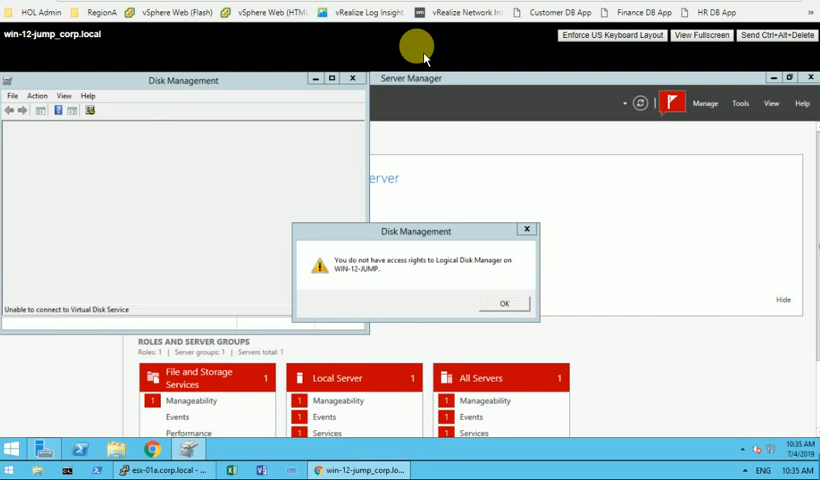 HOL Admin
RegionA
vSphere Web (Flash)
vSphere Web (HTM
vRealize Log Insight
vRealize Network In
Customer DB App
Finance DB App
HR DB App
win-12-jump_corp.local
Enforce US Keyboard Layout
View Fullscreen
Send Ctrl+Alt+Delete
Disk Management
Server Manager
File Action View Help
Manage Tools View Help
erver
Disk Management
You do not have access rights to Logical Disk Manager on
WIN-12-JUMP.
OK
Hide
Unable to connect to Virtual Disk Service
ROLES AND SERVER GROUPS
Roles: 1 | Server groups: 1 | Servers total: 1
File and Storage
Services
1
Local Server 1
All Servers 1
1 Manageability
1 Manageability
1 Manageability
Events
1 Events
1 Events
Performance
1 Services
1 Services
10:35 AM
7/4/2019
esx-01a.corp.local - ...
win-12-jump_corp.lo...
ENG 10:35 AM